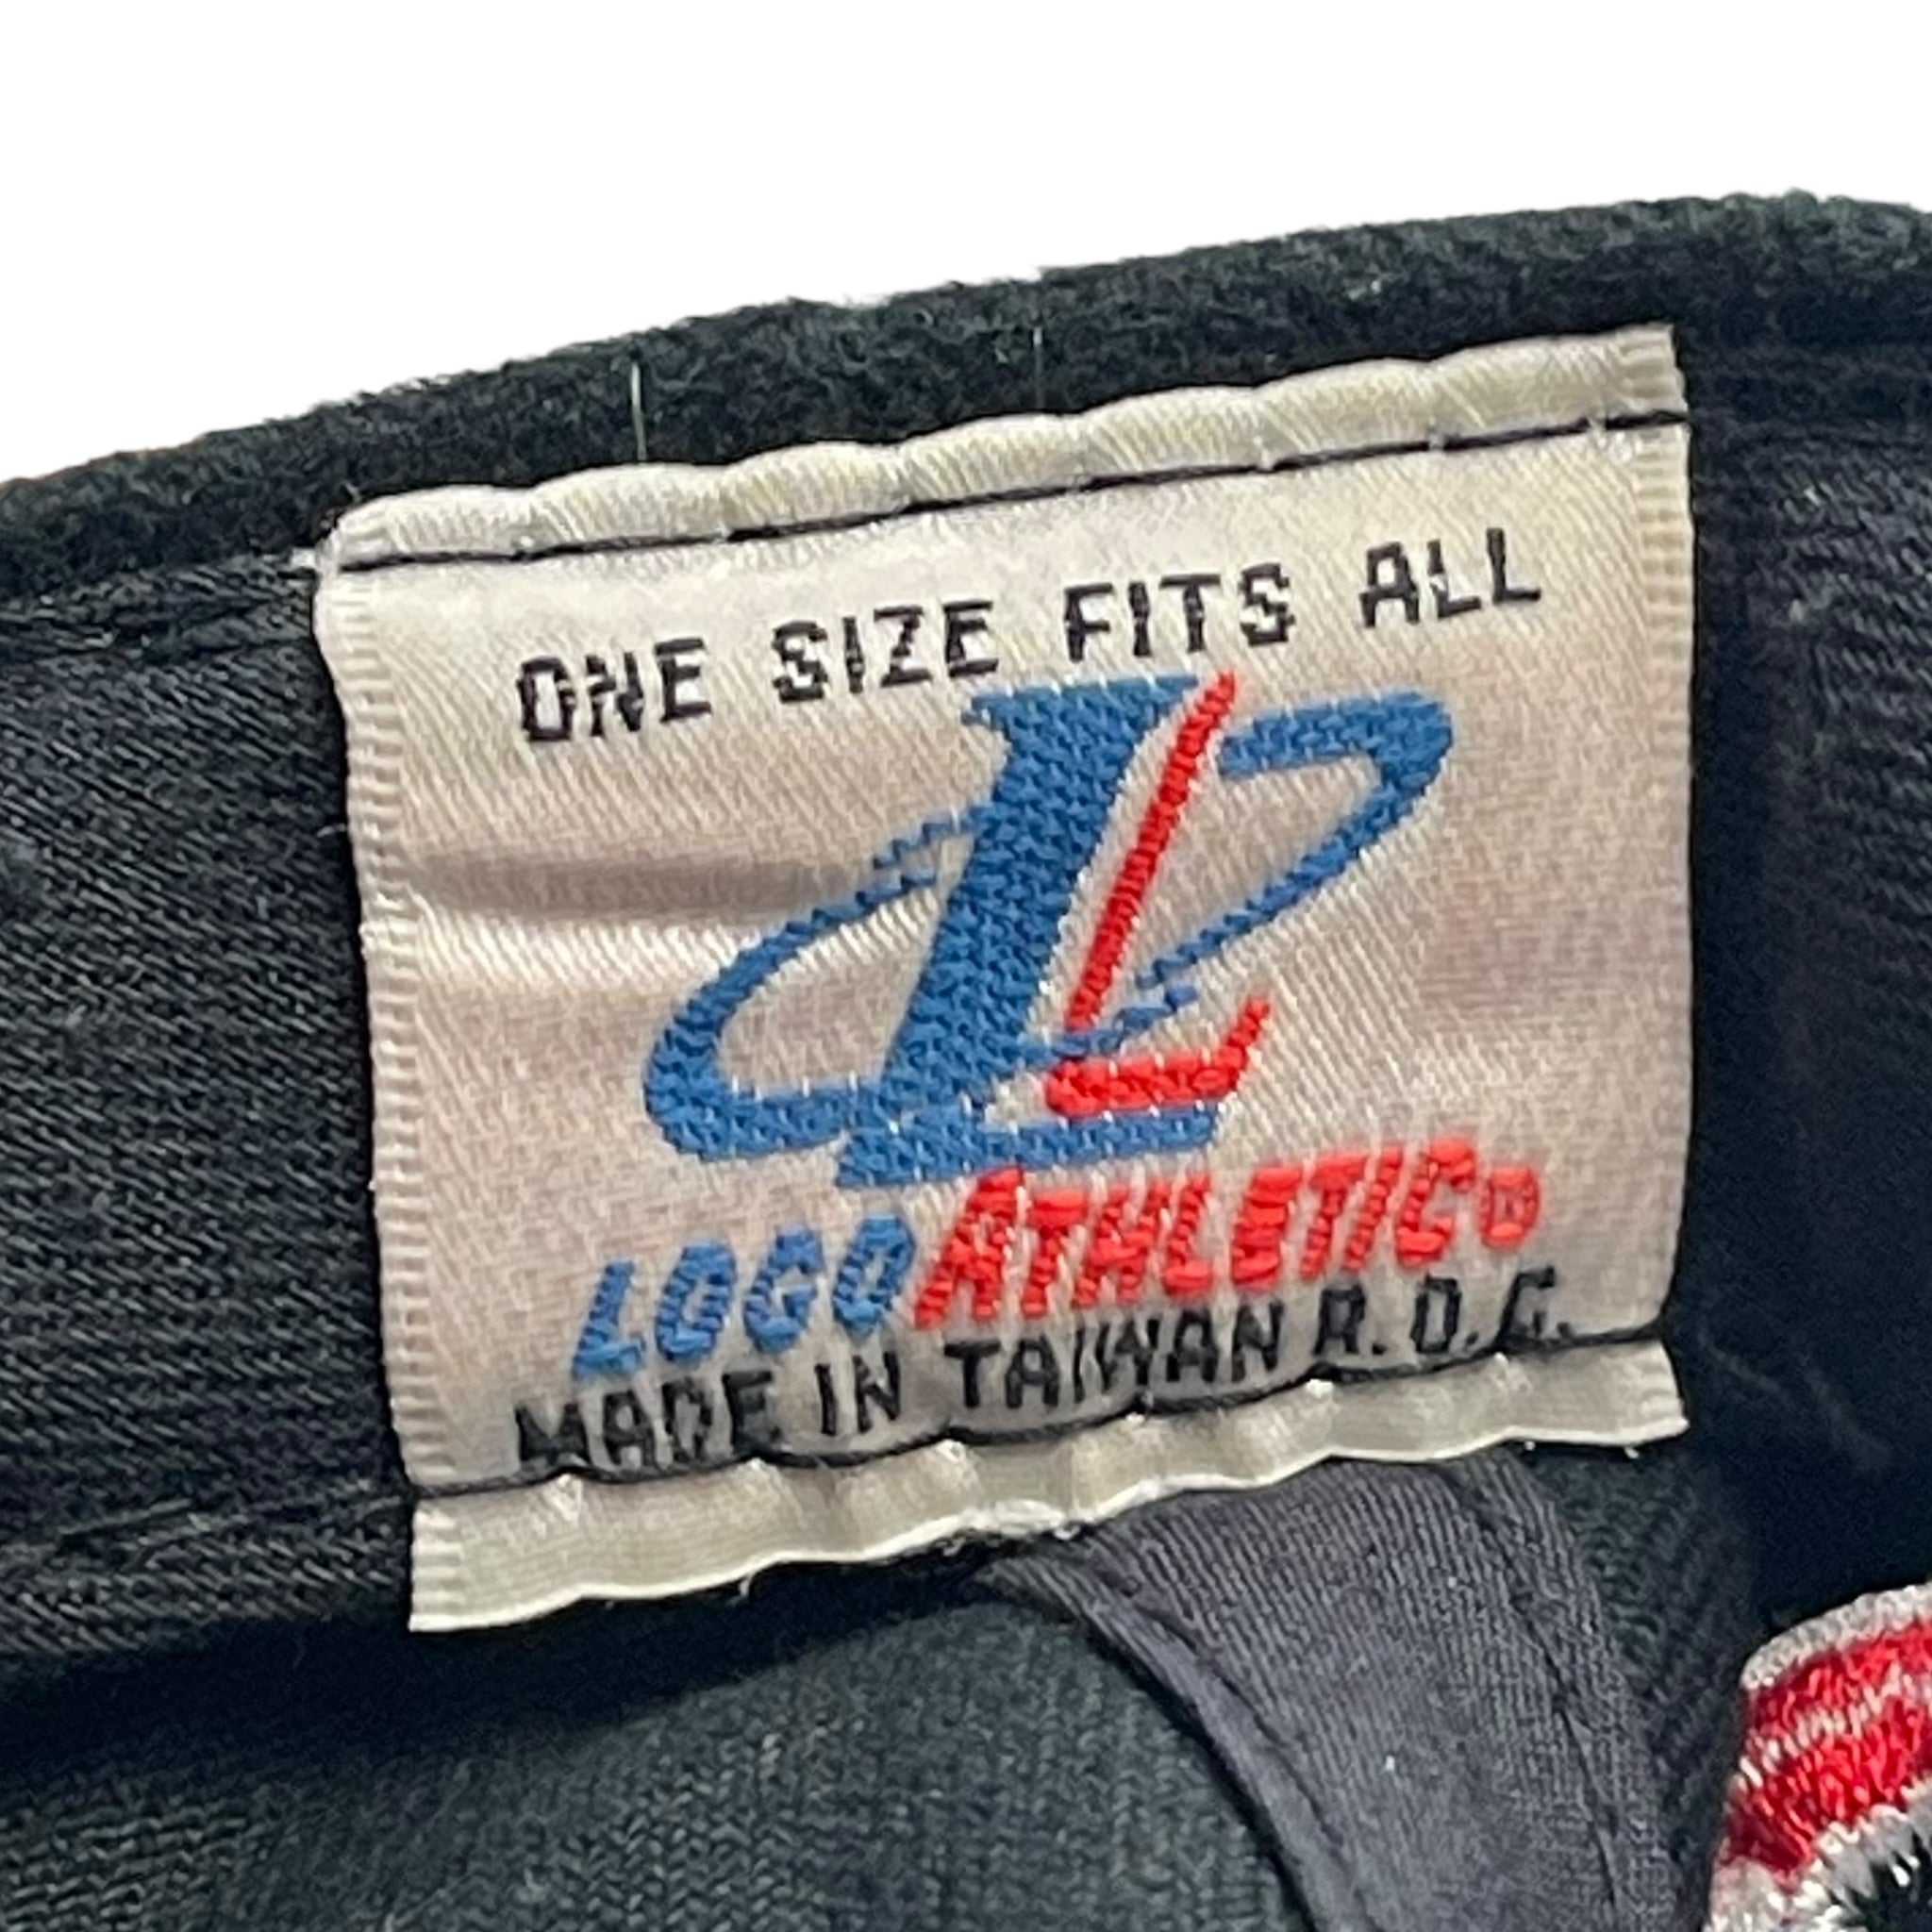 ONE SIZE FITS ALL
L
LOGO ATHLETIC®
MADE IN TAIWAN R.O.C.